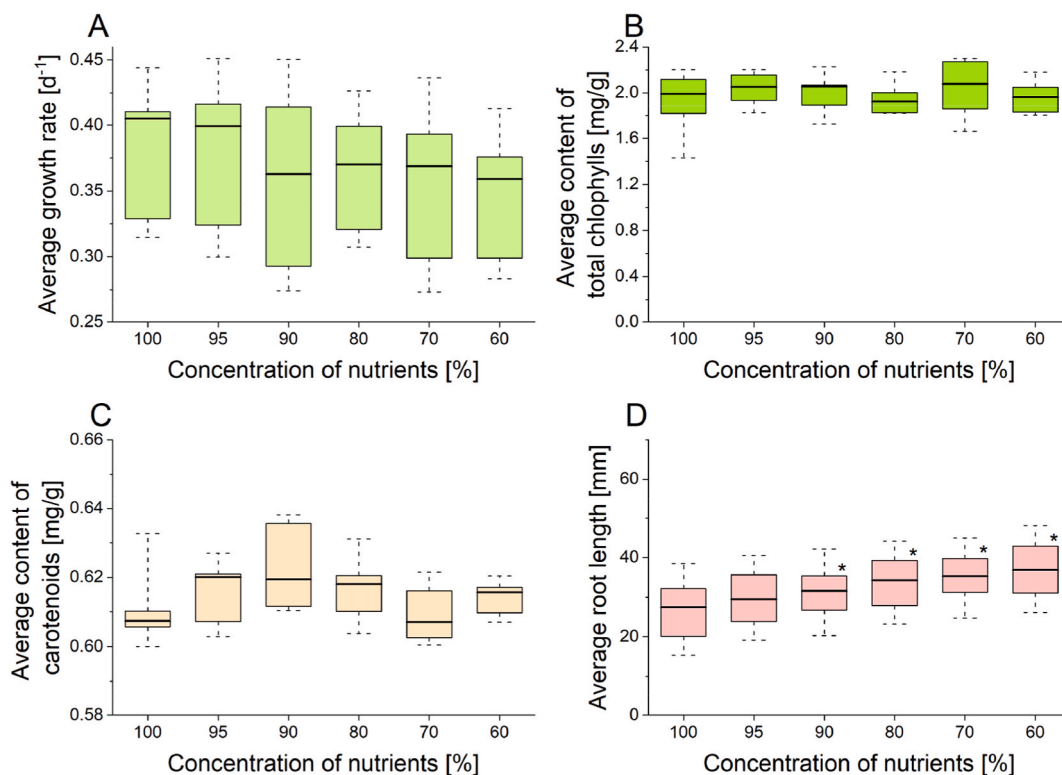 A
Average growth rate [d-1]
0.45
0.40
0.35
0.30
0.25
100 95 90 80 70 60
Concentration of nutrients [%]
B
Average content of
total chlophylls [mg/g]
2.4
2.0
1.6
1.2
0.8
0.4
0.0
100 95 90 80 70 60
Concentration of nutrients [%]
C
Average content of
carotenoids [mg/g]
0.66
0.64
0.62
0.60
0.58
100 95 90 80 70 60
Concentration of nutrients [%]
D
Average root length [mm]
60
40
20
0
* * * *
100 95 90 80 70 60
Concentration of nutrients [%]